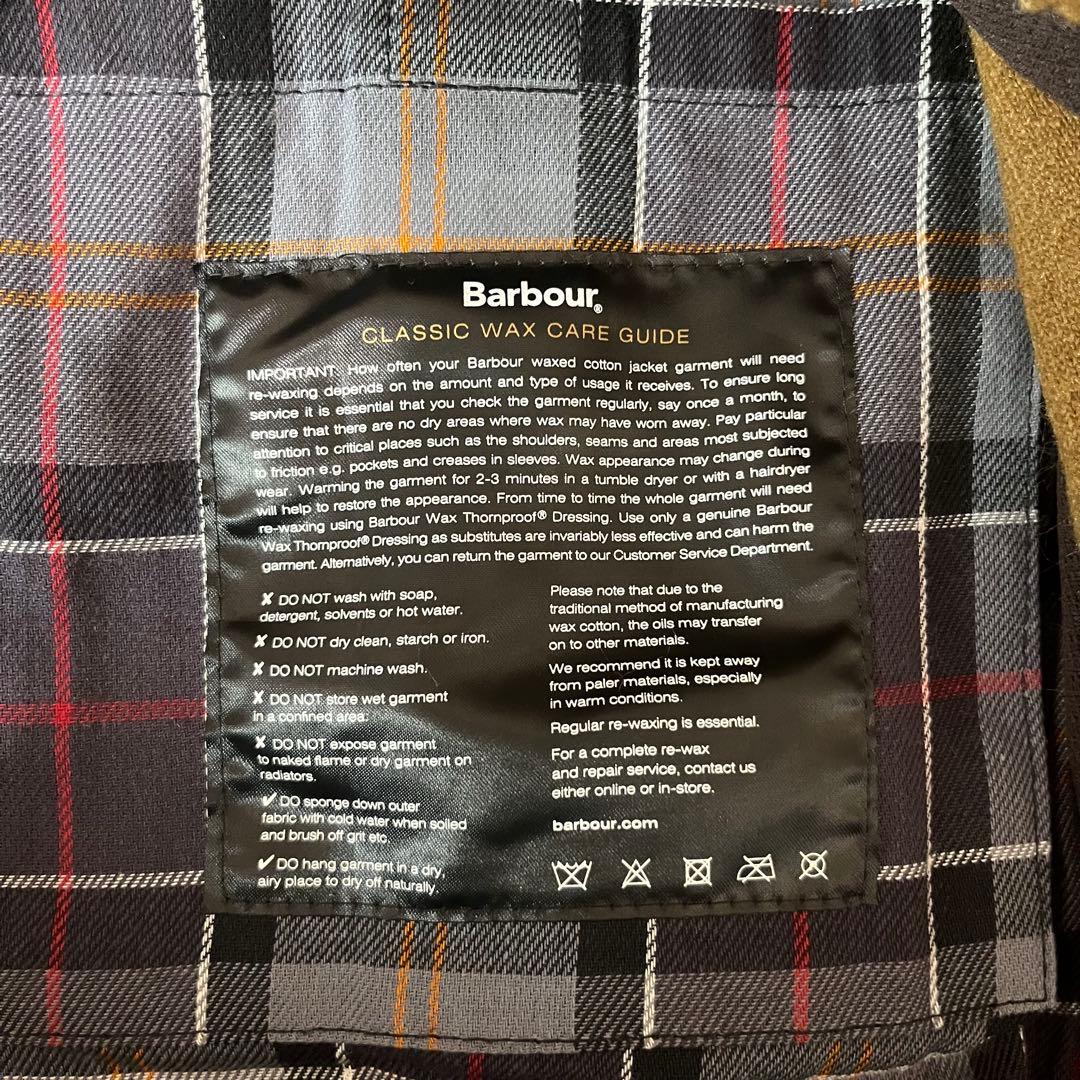 Barbour®
CLASSIC WAX CARE GUIDE
IMPORTANT: How often your Barbour waxed cotton jacket garment will need
re-waxing depends on the amount and type of usage it receives. To ensure long
service it is essential that you check the garment regularly, say once a month, to
ensure that there are no dry areas where wax may have worn away. Pay particular
attention to critical places such as the shoulders, seams and areas most subjected
to friction e.g. pockets and creases in sleeves. Wax appearance may change during
wear. Warming the garment for 2-3 minutes in a tumble dryer or with a hairdryer
will help to restore the appearance. From time to time the whole garment will need
re-waxing using Barbour Wax Thornproof® Dressing. Use only a genuine Barbour
Wax Thornproof® Dressing as substitutes are invariably less effective and can harm the
garment. Alternatively, you can return the garment to our Customer Service Department.
✘ DO NOT wash with soap,
detergent, solvents or hot water.
✘ DO NOT dry clean, starch or iron.
✘ DO NOT machine wash.
✘ DO NOT store wet garment
in a confined area.
✘ DO NOT expose garment
to naked flame or dry garment on
radiators.
✔ DO sponge down outer
fabric with cold water when soiled
and brush off grit etc.
✔ DO hang garment in a dry,
airy place to dry off naturally.
Please note that due to the
traditional method of manufacturing
wax cotton, the oils may transfer
on to other materials.
We recommend it is kept away
from paler materials, especially
in warm conditions.
Regular re-waxing is essential.
For a complete re-wax
and repair service, contact us
either online or in-store.
barbour.com